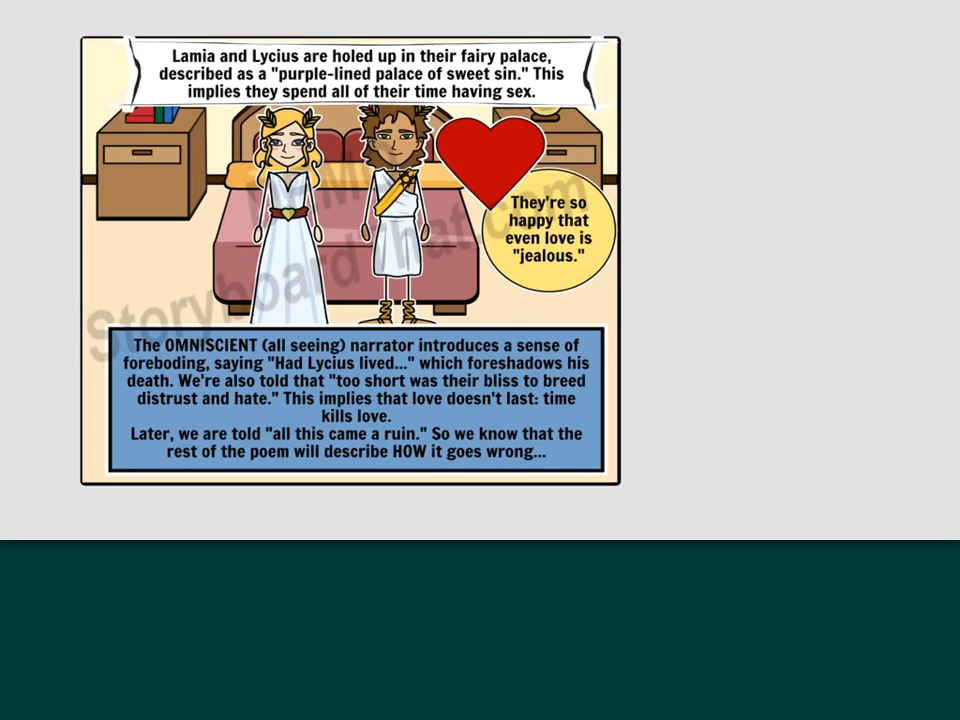 Lamia and Lycius are holed up in their fairy palace,
described as a "purple-lined palace of sweet sin." This
implies they spend all of their time having sex.
They're so
happy that
even love is
"jealous."
The OMNISCIENT (all seeing) narrator introduces a sense of
foreboding, saying "Had Lycius lived..." which foreshadows his
death. We're also told that "too short was their bliss to breed
distrust and hate." This implies that love doesn't last: time
kills love.
Later, we are told "all this came a ruin." So we know that the
rest of the poem will describe HOW it goes wrong...
Storyboard That.com